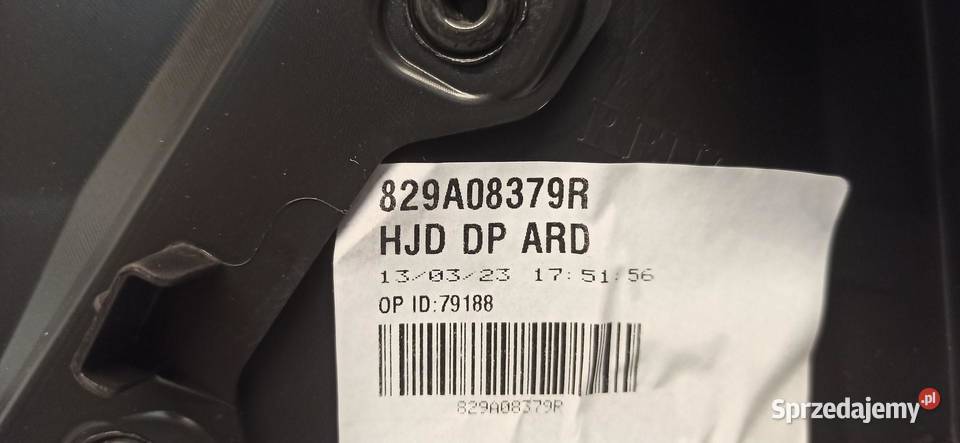 829A08379R
HJD DP ARD
13/03/23 17:51:56
OP ID:79188
829A08379R
Sprzedajemy.pl